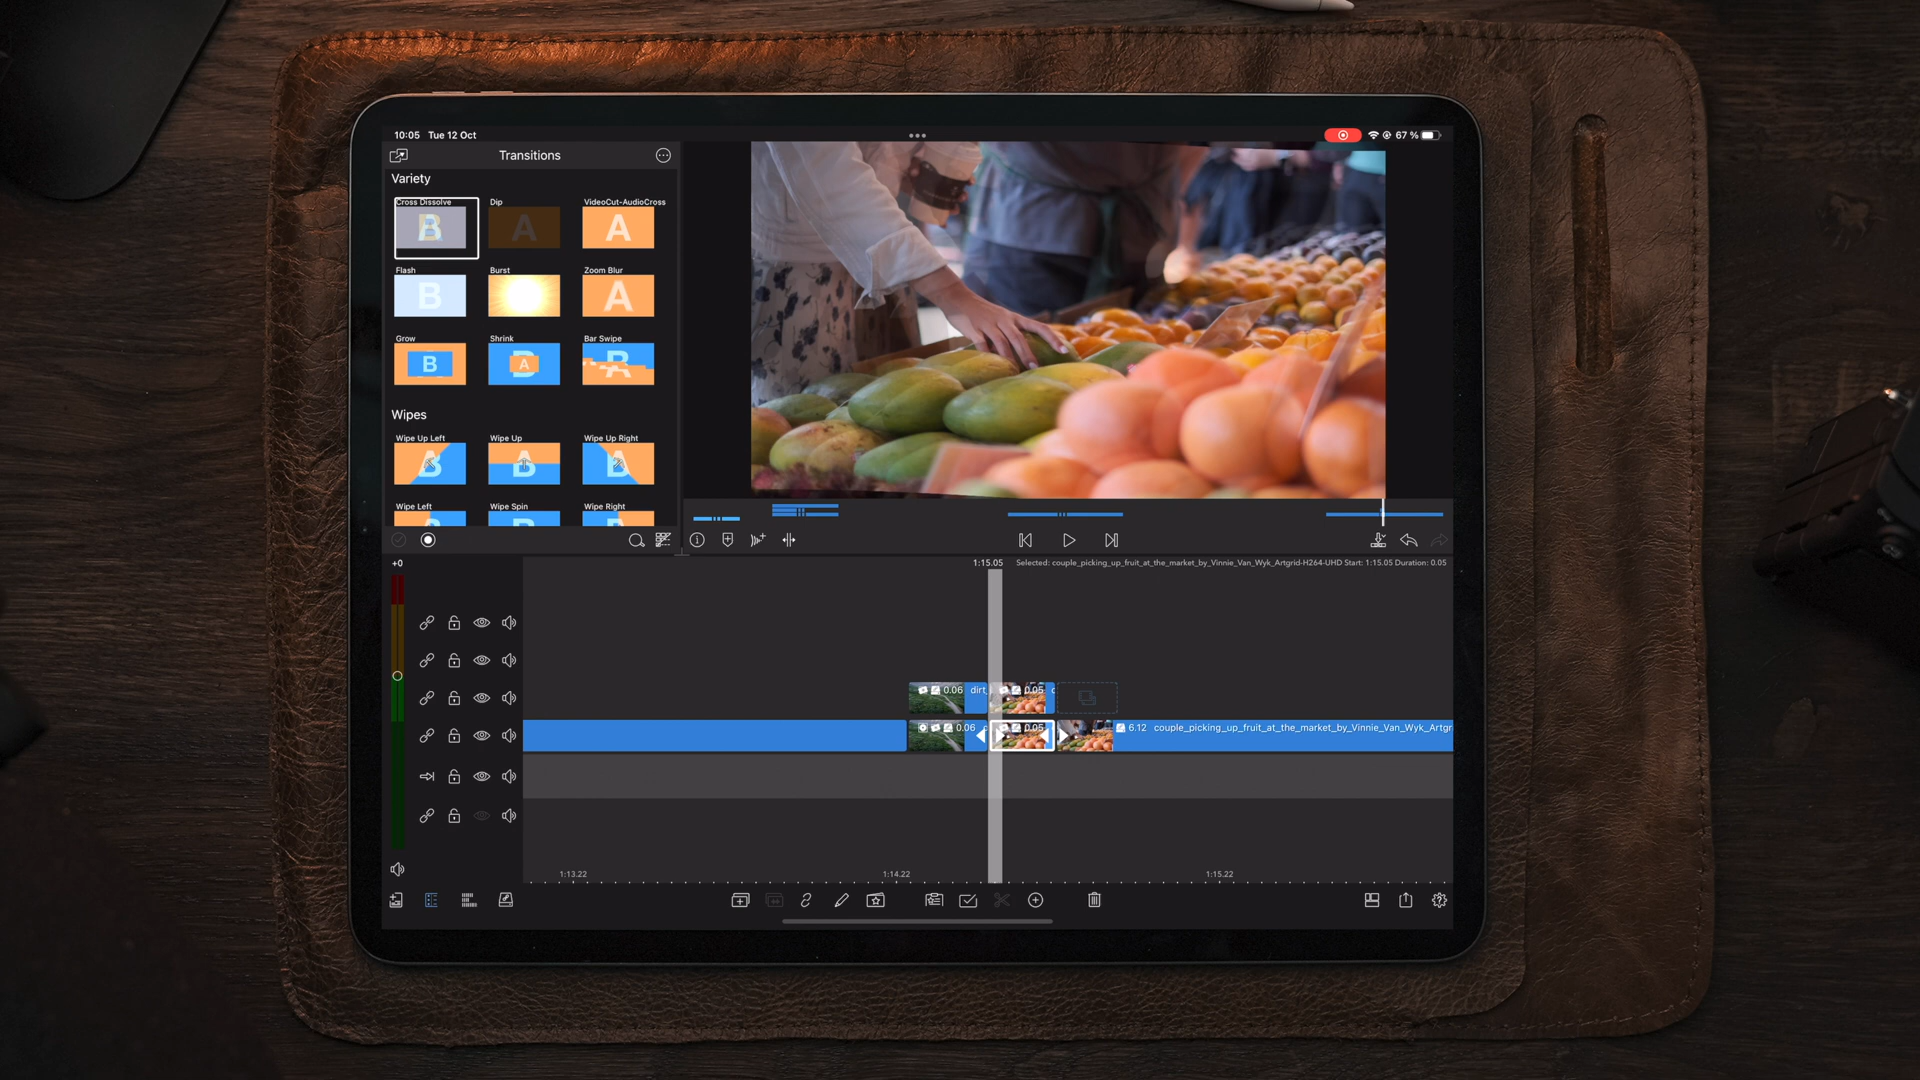 10:05 Tue 12 Oct
67 %
Transitions
Variety
Cross Dissolve
Dip
VideoCut-AudioCross
B
A
A
Flash
Burst
Zoom Blur
B
A
Grow
Shrink
Bar Swipe
B
A
Wipes
Wipe Up Left
Wipe Up
Wipe Up Right
Wipe Left
Wipe Spin
Wipe Right
+0
1:15.05
Selected: couple_picking_up_fruit_at_the_market_by_Vinnie_Van_Wyk_Artgrid-H264-UHD Start: 1:15.05 Duration: 0.05
0.06 dirt_
0.05
0.06
0.05
6.12 couple_picking_up_fruit_at_the_market_by_Vinnie_Van_Wyk_Artgr
1:13.22
1:14.22
1:15.22